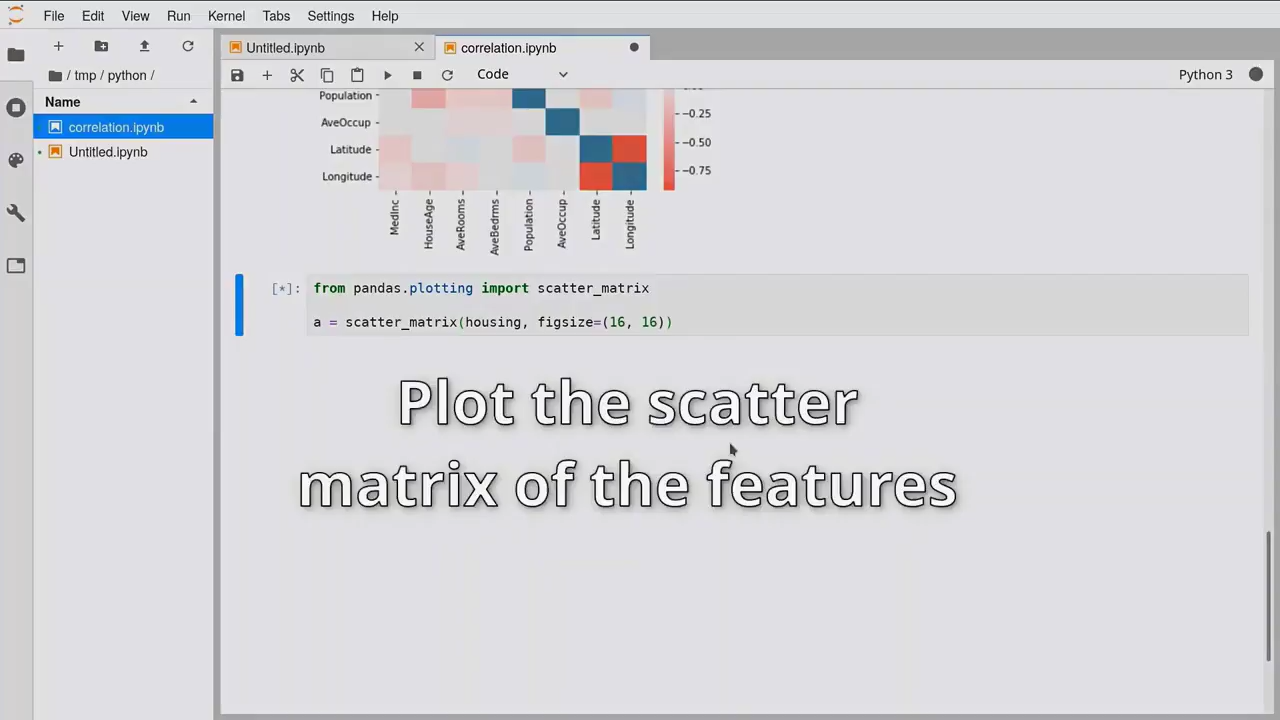 File Edit View Run Kernel Tabs Settings Help
Untitled.ipynb
correlation.ipynb
/ tmp / python /
Code
Python 3
Name
correlation.ipynb
Untitled.ipynb
Population
AveOccup
Latitude
Longitude
−0.25
−0.50
−0.75
MedInc
HouseAge
AveRooms
AveBedrms
Population
AveOccup
Latitude
Longitude
[*]:
from pandas.plotting import scatter_matrix
a = scatter_matrix(housing, figsize=(16, 16))
Plot the scatter
matrix of the features